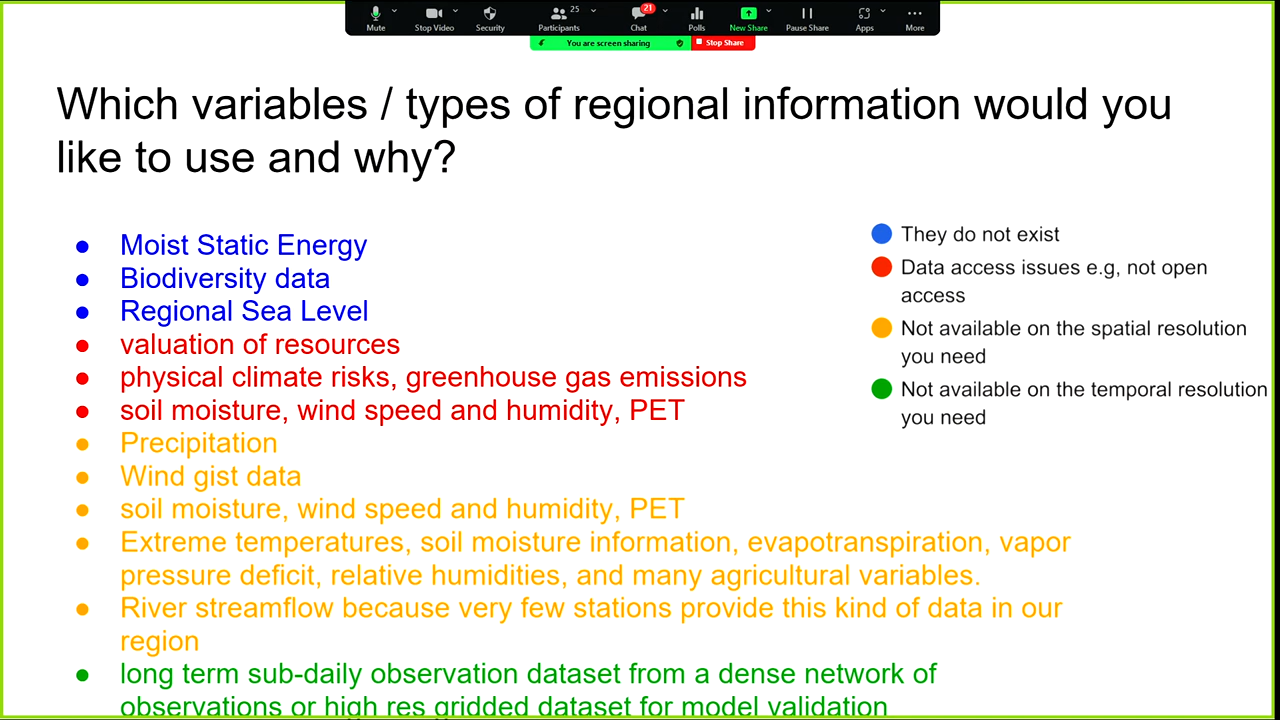 Mute
Stop Video
Security
Participants
25
Chat
21
Polls
New Share
Pause Share
Apps
More
You are screen sharing
Stop Share
Which variables / types of regional information would you
like to use and why?
● Moist Static Energy
● Biodiversity data
● Regional Sea Level
● valuation of resources
● physical climate risks, greenhouse gas emissions
● soil moisture, wind speed and humidity, PET
● Precipitation
● Wind gist data
● soil moisture, wind speed and humidity, PET
● Extreme temperatures, soil moisture information, evapotranspiration, vapor
pressure deficit, relative humidities, and many agricultural variables.
● River streamflow because very few stations provide this kind of data in our
region
● long term sub-daily observation dataset from a dense network of
observations or high res gridded dataset for model validation
They do not exist
Data access issues e.g, not open
access
Not available on the spatial resolution
you need
Not available on the temporal resolution
you need